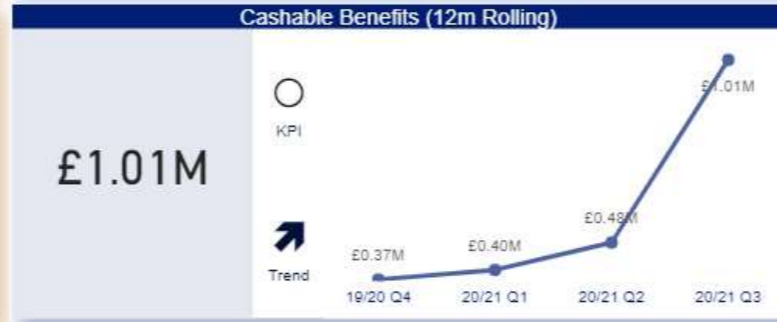 Cashable Benefits (12m Rolling)
£1.01M
KPI
Trend
£0.37M
£0.40M
£0.48M
£1.01M
19/20 Q4
20/21 Q1
20/21 Q2
20/21 Q3